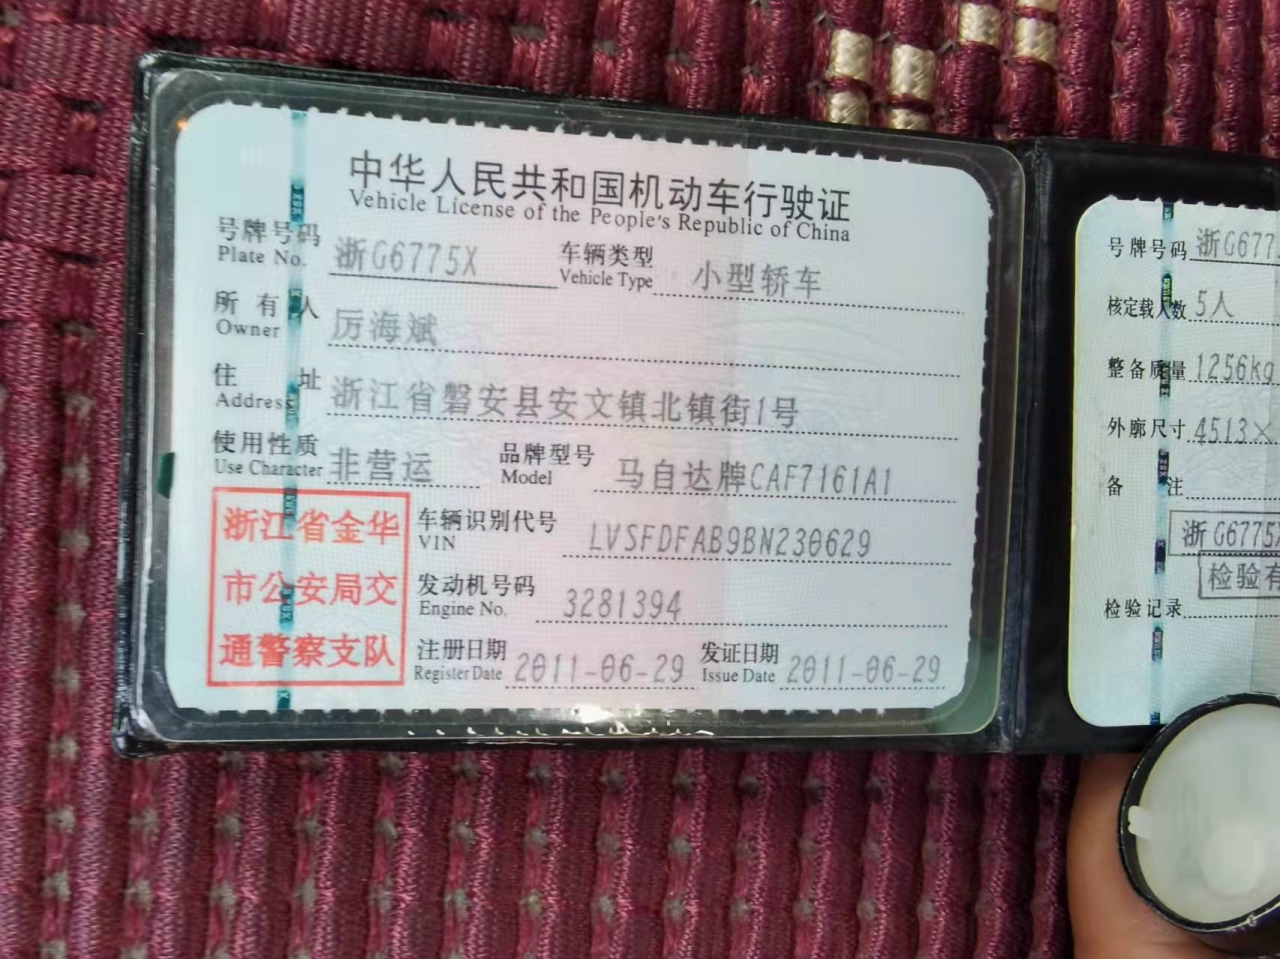 中华人民共和国机动车行驶证
Vehicle License of the People's Republic of China
号牌号码 浙G6775X 车辆类型 小型轿车
Plate No. Vehicle Type
所有人 厉海斌
Owner
住址 浙江省磐安县安文镇北镇街1号
Address
使用性质 非营运 品牌型号 马自达牌CAF7161A1
Use Character Model
浙江省金华
市公安局交
通警察支队
车辆识别代号 LVSFDFAB9BN230629
VIN
发动机号码 3281394
Engine No.
注册日期 2011-06-29 发证日期 2011-06-29
Register Date Issue Date
号牌号码 浙G677
核定载人数 5人
整备质量 1256kg
外廓尺寸 4513×
备注
浙G6775X
检验有
检验记录